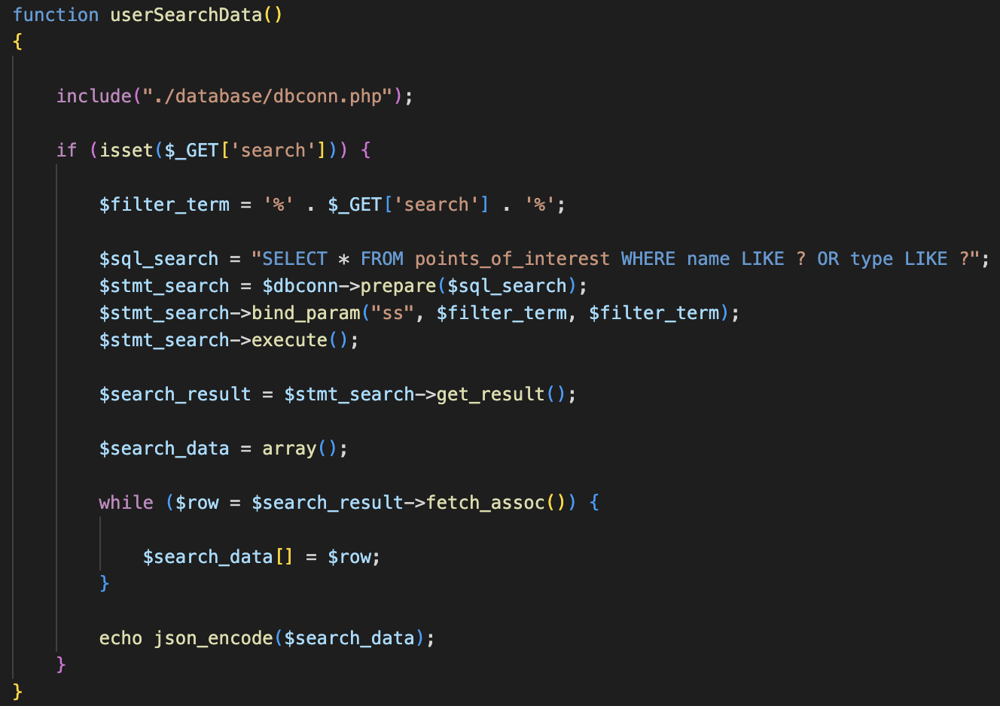 function userSearchData()
{
    include("./database/dbconn.php");
    if (isset($_GET['search'])) {
        $filter_term = '%' . $_GET['search'] . '%';
        $sql_search = "SELECT * FROM points_of_interest WHERE name LIKE ? OR type LIKE ?";
        $stmt_search = $dbconn->prepare($sql_search);
        $stmt_search->bind_param("ss", $filter_term, $filter_term);
        $stmt_search->execute();
        $search_result = $stmt_search->get_result();
        $search_data = array();
        while ($row = $search_result->fetch_assoc()) {
            $search_data[] = $row;
        }
        echo json_encode($search_data);
    }
}